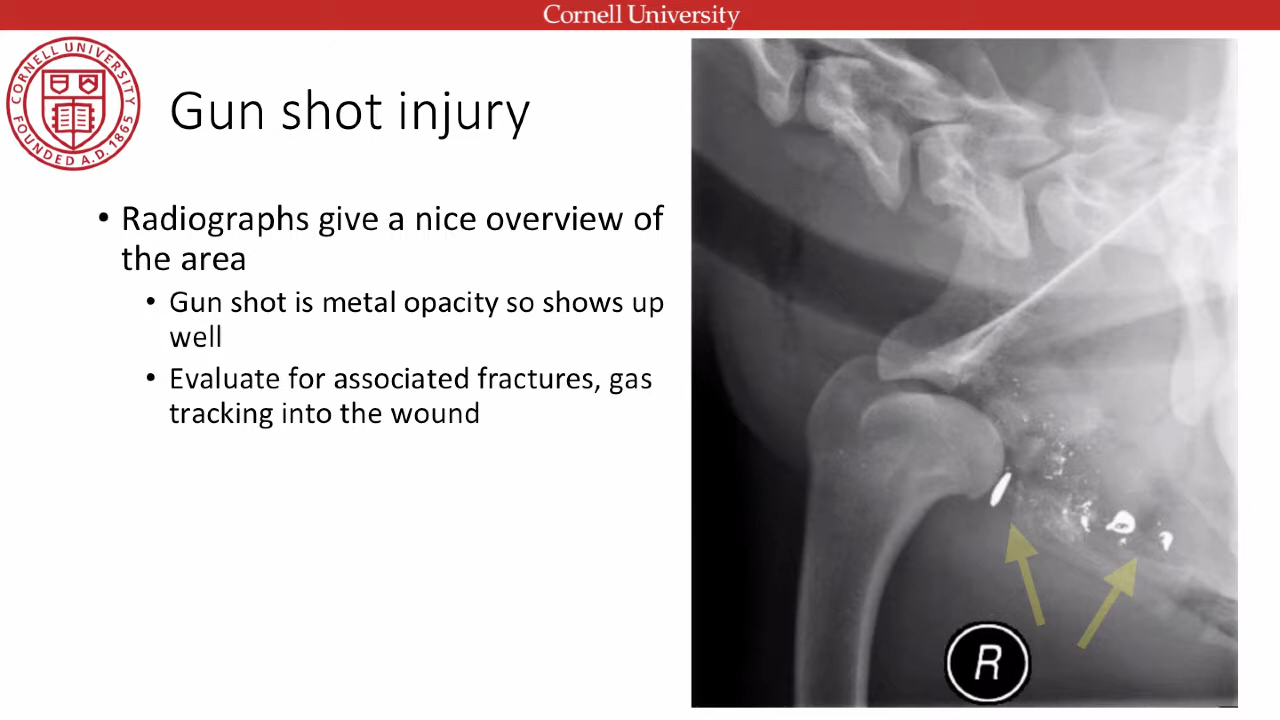 Cornell University
CORNELL UNIVERSITY
FOUNDED A.D. 1865
Gun shot injury
• Radiographs give a nice overview of
the area
• Gun shot is metal opacity so shows up
well
• Evaluate for associated fractures, gas
tracking into the wound
R